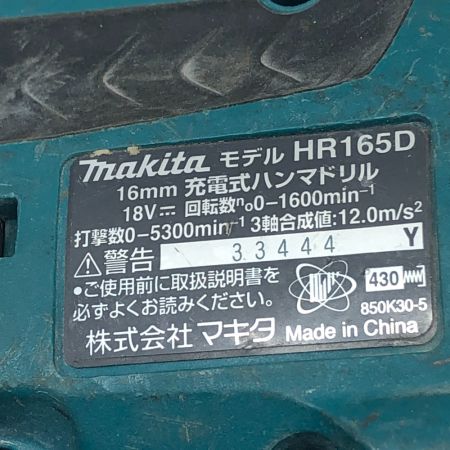 makita モデル HR165D
16mm 充電式ハンマドリル
18V⎓ 回転数n₀0-1600min⁻¹
打撃数0-5300min⁻¹ 3軸合成値:12.0m/s²
⚠警告 33444 Y
•ご使用前に取扱説明書を
必ずよくお読みください。
430
850K30-5
株式会社 マキタ Made in China